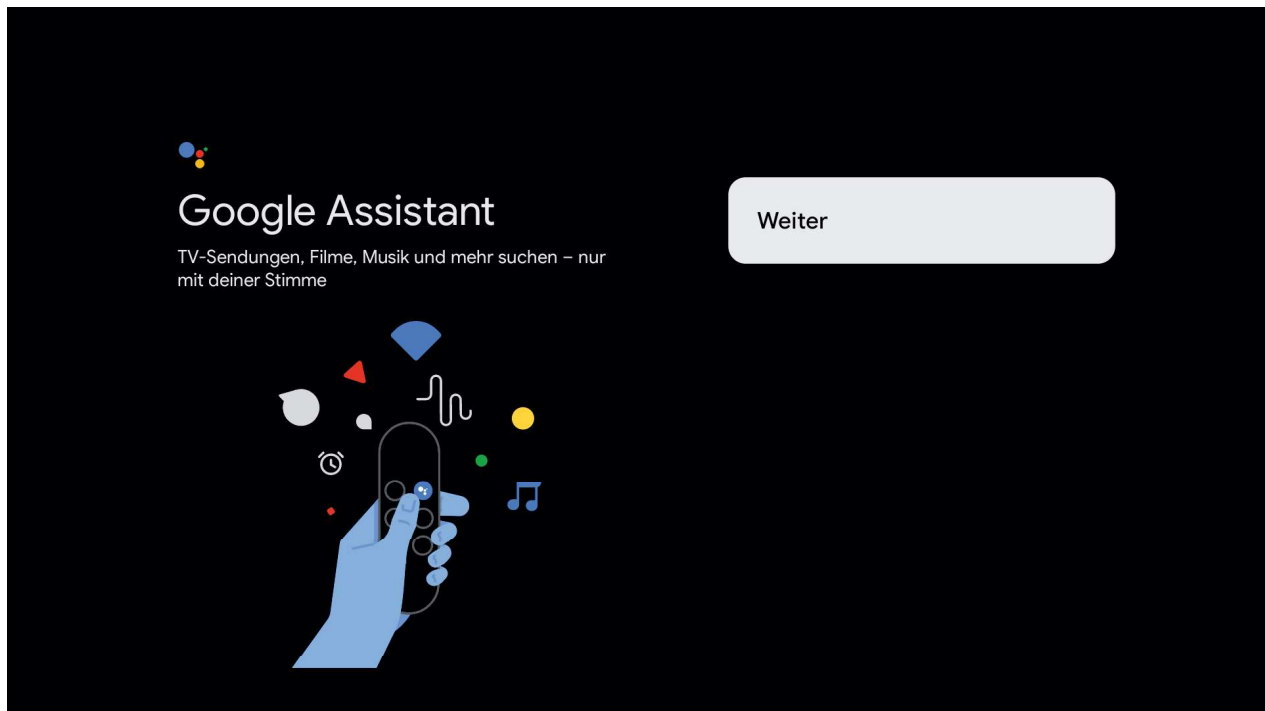 Google Assistant
TV-Sendungen, Filme, Musik und mehr suchen – nur
mit deiner Stimme
Weiter